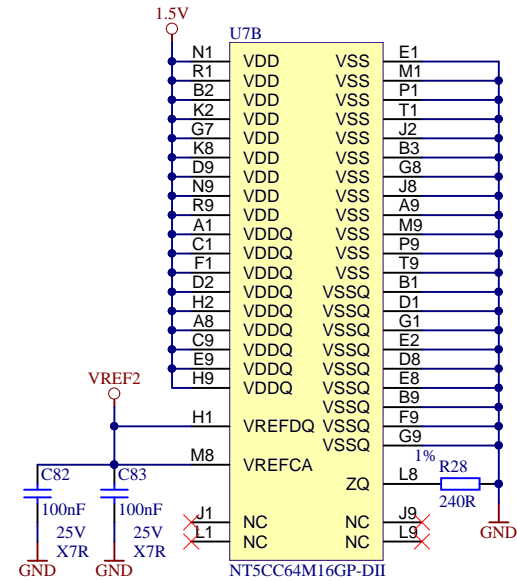 1.5V
U7B
N1 VDD VSS E1
R1 VDD VSS M1
B2 VDD VSS P1
K2 VDD VSS T1
G7 VDD VSS J2
K8 VDD VSS B3
D9 VDD VSS G8
N9 VDD VSS J8
R9 VDD VSS A9
A1 VDDQ VSS M9
C1 VDDQ VSS P9
F1 VDDQ VSS T9
D2 VDDQ VSSQ B1
H2 VDDQ VSSQ D1
A8 VDDQ VSSQ G1
C9 VDDQ VSSQ E2
E9 VDDQ VSSQ D8
H9 VDDQ VSSQ E8
VSSQ B9
H1 VREFDQ VSSQ F9
VSSQ G9
VREF2
M8 VREFCA
1%
ZQ L8 R28
240R
C82 C83
100nF 100nF
25V 25V
X7R X7R
J1 NC NC J9
L1 NC NC L9
GND GND GND
NT5CC64M16GP-DII